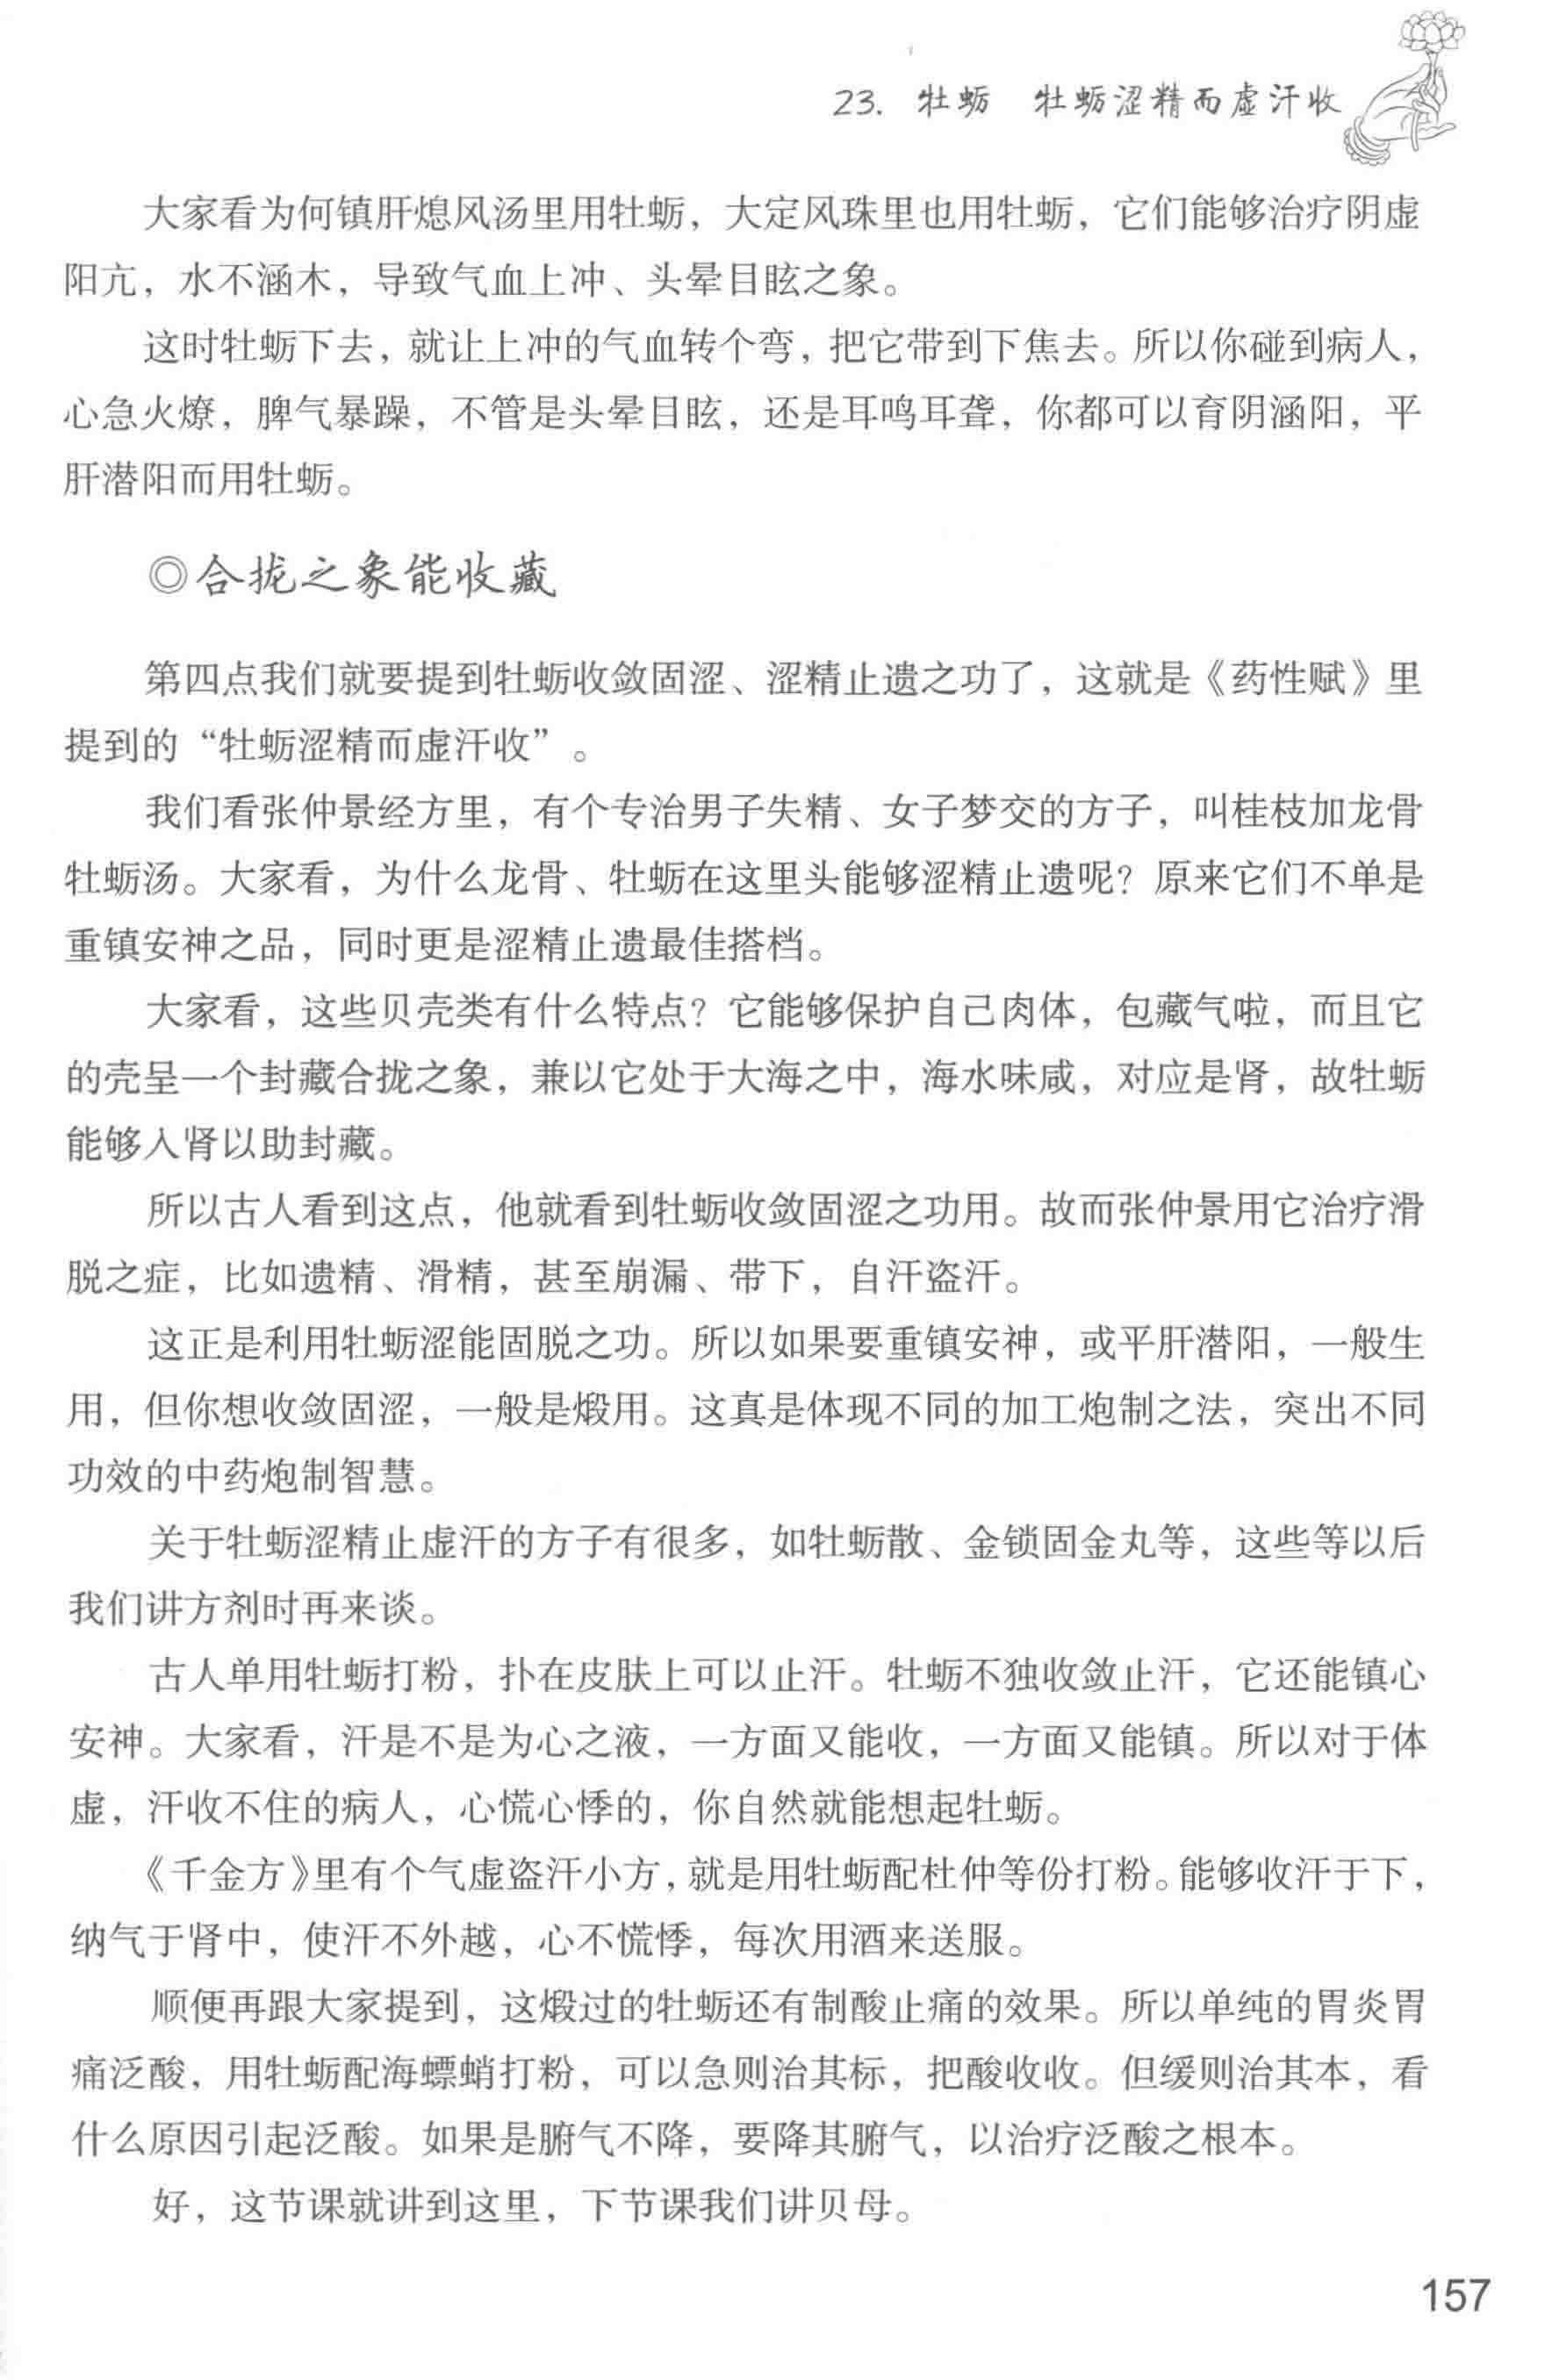 23. 牡蛎　牡蛎涩精而虚汗收
大家看为何镇肝熄风汤里用牡蛎，大定风珠里也用牡蛎，它们能够治疗阴虚
阳亢，水不涵木，导致气血上冲、头晕目眩之象。
这时牡蛎下去，就让上冲的气血转个弯，把它带到下焦去。所以你碰到病人，
心急火燎，脾气暴躁，不管是头晕目眩，还是耳鸣耳聋，你都可以育阴涵阳，平
肝潜阳而用牡蛎。
◎合拢之象能收藏
第四点我们就要提到牡蛎收敛固涩、涩精止遗之功了，这就是《药性赋》里
提到的“牡蛎涩精而虚汗收”。
我们看张仲景经方里，有个专治男子失精、女子梦交的方子，叫桂枝加龙骨
牡蛎汤。大家看，为什么龙骨、牡蛎在这里头能够涩精止遗呢？原来它们不单是
重镇安神之品，同时更是涩精止遗最佳搭档。
大家看，这些贝壳类有什么特点？它能够保护自己肉体，包藏气啦，而且它
的壳呈一个封藏合拢之象，兼以它处于大海之中，海水味咸，对应是肾，故牡蛎
能够入肾以助封藏。
所以古人看到这点，他就看到牡蛎收敛固涩之功用。故而张仲景用它治疗滑
脱之症，比如遗精、滑精，甚至崩漏、带下，自汗盗汗。
这正是利用牡蛎涩能固脱之功。所以如果要重镇安神，或平肝潜阳，一般生
用，但你想收敛固涩，一般是煅用。这真是体现不同的加工炮制之法，突出不同
功效的中药炮制智慧。
关于牡蛎涩精止虚汗的方子有很多，如牡蛎散、金锁固金丸等，这些等以后
我们讲方剂时再来谈。
古人单用牡蛎打粉，扑在皮肤上可以止汗。牡蛎不独收敛止汗，它还能镇心
安神。大家看，汗是不是为心之液，一方面又能收，一方面又能镇。所以对于体
虚，汗收不住的病人，心慌心悸的，你自然就能想起牡蛎。
《千金方》里有个气虚盗汗小方，就是用牡蛎配杜仲等份打粉。能够收汗于下，
纳气于肾中，使汗不外越，心不慌悸，每次用酒来送服。
顺便再跟大家提到，这煅过的牡蛎还有制酸止痛的效果。所以单纯的胃炎胃
痛泛酸，用牡蛎配海螵蛸打粉，可以急则治其标，把酸收收。但缓则治其本，看
什么原因引起泛酸。如果是腑气不降，要降其腑气，以治疗泛酸之根本。
好，这节课就讲到这里，下节课我们讲贝母。
157